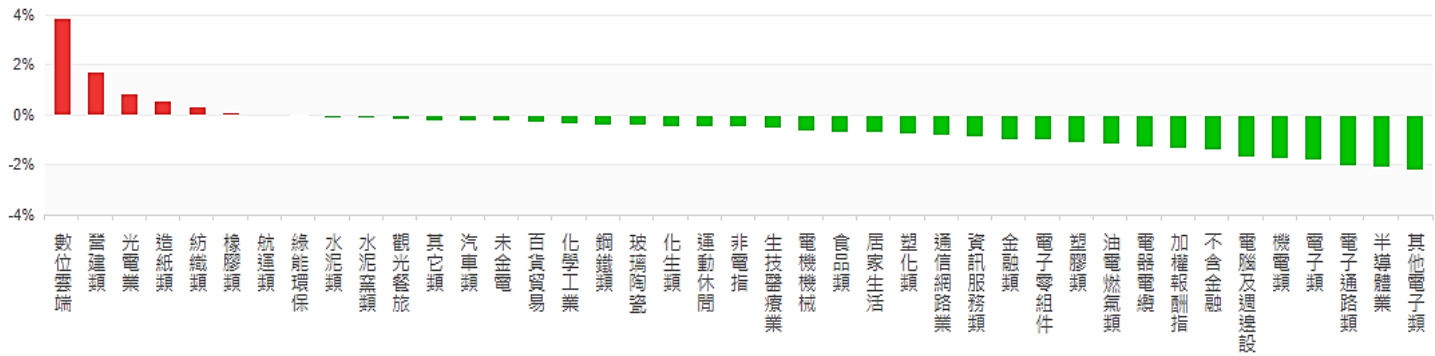 4%
2%
0%
-2%
-4%
數位雲端
營建類
光電業
造紙類
紡織類
橡膠類
航運類
綠能環保
水泥類
水泥窯類
觀光餐旅
其它類
汽車類
未金電
百貨貿易
化學工業
鋼鐵類
玻璃陶瓷
化生類
運動休閒
非電指
生技醫療業
電機機械
食品類
居家生活
塑化類
通信網路業
資訊服務類
金融類
電子零組件
塑膠類
油電燃氣類
電器電纜
加權報酬指
不含金融
電腦及週邊設
機電類
電子類
電子通路類
半導體業
其他電子類